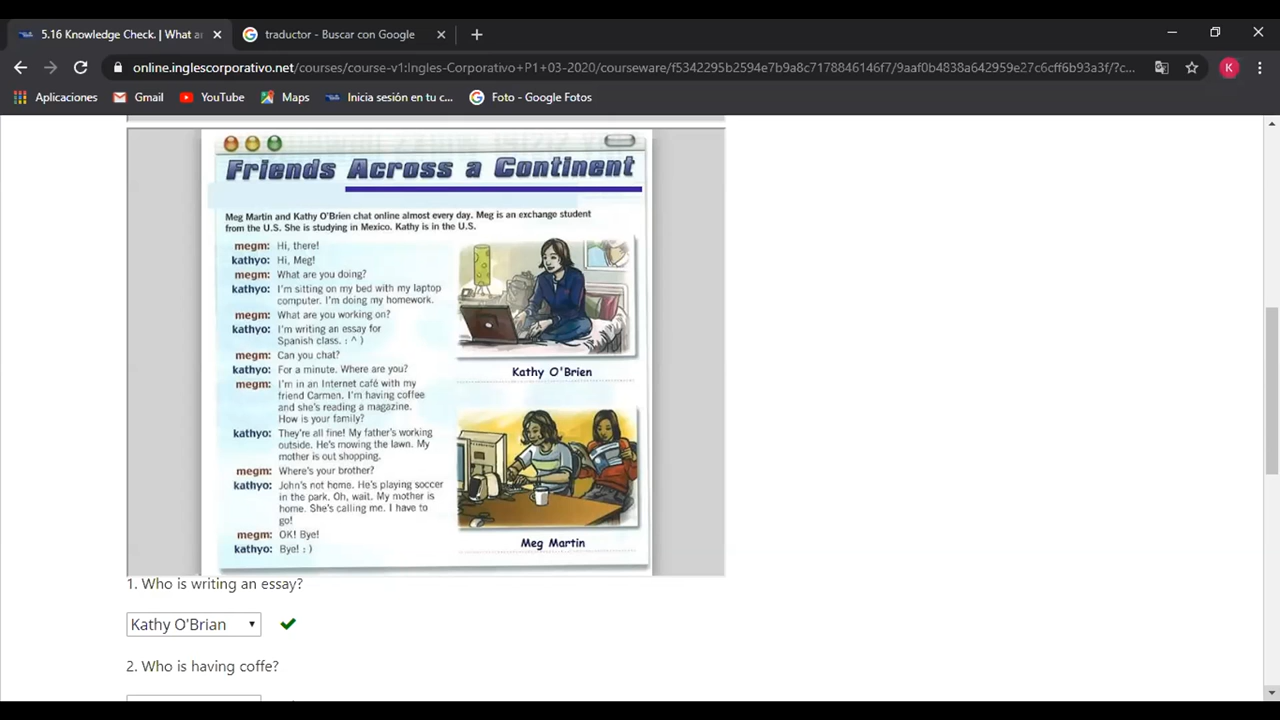 5.16 Knowledge Check. | What ar
traductor - Buscar con Google
online.inglescorporativo.net/courses/course-v1:Ingles-Corporativo+P1+03-2020/courseware/f5342295b2594e7b9a8c7178846146f7/9aaf0b4838a642959e27c6cff6b93a3f/?c...
K
Aplicaciones
Gmail
YouTube
Maps
Inicia sesión en tu c...
Foto - Google Fotos
Friends Across a Continent
Meg Martin and Kathy O'Brien chat online almost every day. Meg is an exchange student
from the U.S. She is studying in Mexico. Kathy is in the U.S.
megm: Hi, there!
kathyo: Hi, Meg!
megm: What are you doing?
kathyo: I'm sitting on my bed with my laptop
computer. I'm doing my homework.
megm: What are you working on?
kathyo: I'm writing an essay for
Spanish class. : ^ )
megm: Can you chat?
kathyo: For a minute. Where are you?
megm: I'm in an Internet café with my
friend Carmen. I'm having coffee
and she's reading a magazine.
How is your family?
kathyo: They're all fine! My father's working
outside. He's mowing the lawn. My
mother is out shopping.
megm: Where's your brother?
kathyo: John's not home. He's playing soccer
in the park. Oh, wait. My mother is
home. She's calling me. I have to
go!
megm: OK! Bye!
kathyo: Bye! : )
Kathy O'Brien
Meg Martin
1. Who is writing an essay?
Kathy O'Brian
2. Who is having coffe?